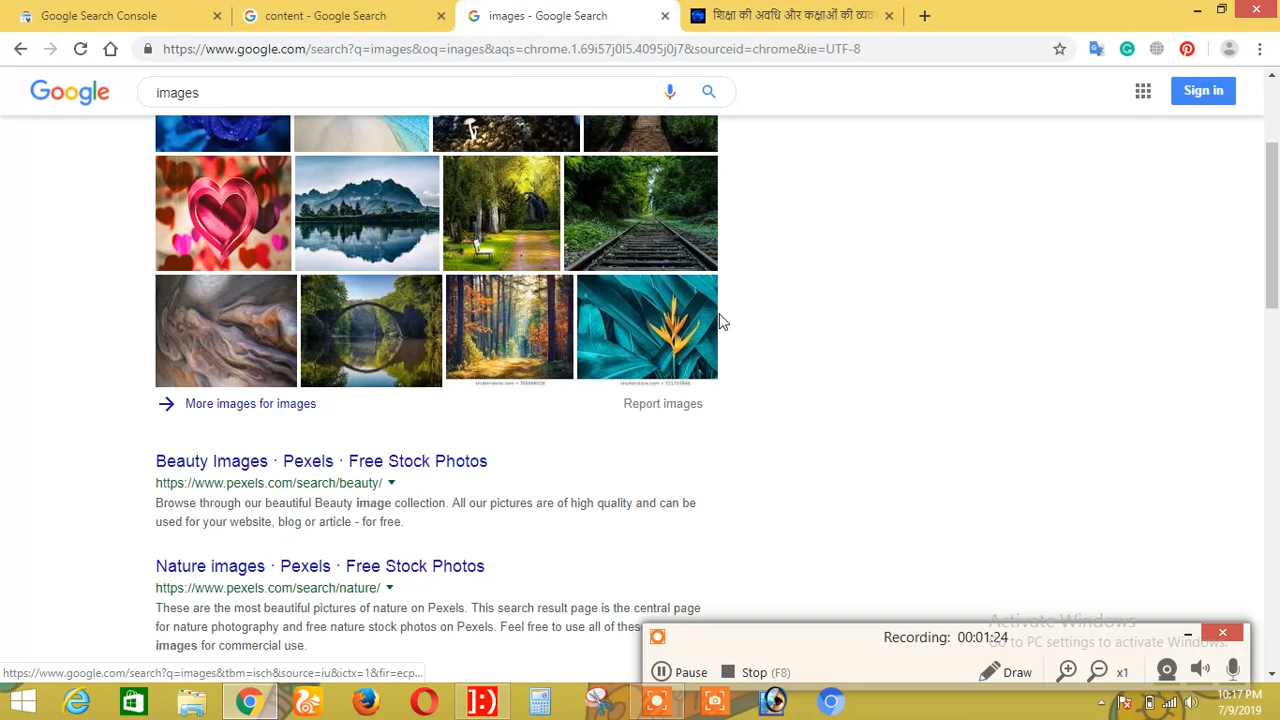 Google Search Console
content - Google Search
images - Google Search
शिक्षा की अवधि और कक्षाओं की व्यव
https://www.google.com/search?q=images&oq=inages&aqs=chrome.1.69i57j0l5.4095j0j7&sourceid=chrome&ie=UTF-8
Google
images
Sign in
shutterstock.com •
shutterstock.com •
More images for images
Report images
Beauty Images · Pexels · Free Stock Photos
https://www.pexels.com/search/beauty/
Browse through our beautiful Beauty image collection. All our pictures are of high quality and can be
used for your website, blog or article - for free.
Nature images · Pexels · Free Stock Photos
https://www.pexels.com/search/nature/
These are the most beautiful pictures of nature on Pexels. This search result page is the central page
for nature photography and free nature stock photos on Pexels. Feel free to use all of these
images for commercial use.
Activate Windows
Go to PC settings to activate Windows.
Recording: 00:01:24
Pause
Stop (F8)
Draw
x1
https://www.google.com/search?q=images&tbm=isch&source=iu&ictx=1&fir=ecp...
10:17 PM
7/9/2019